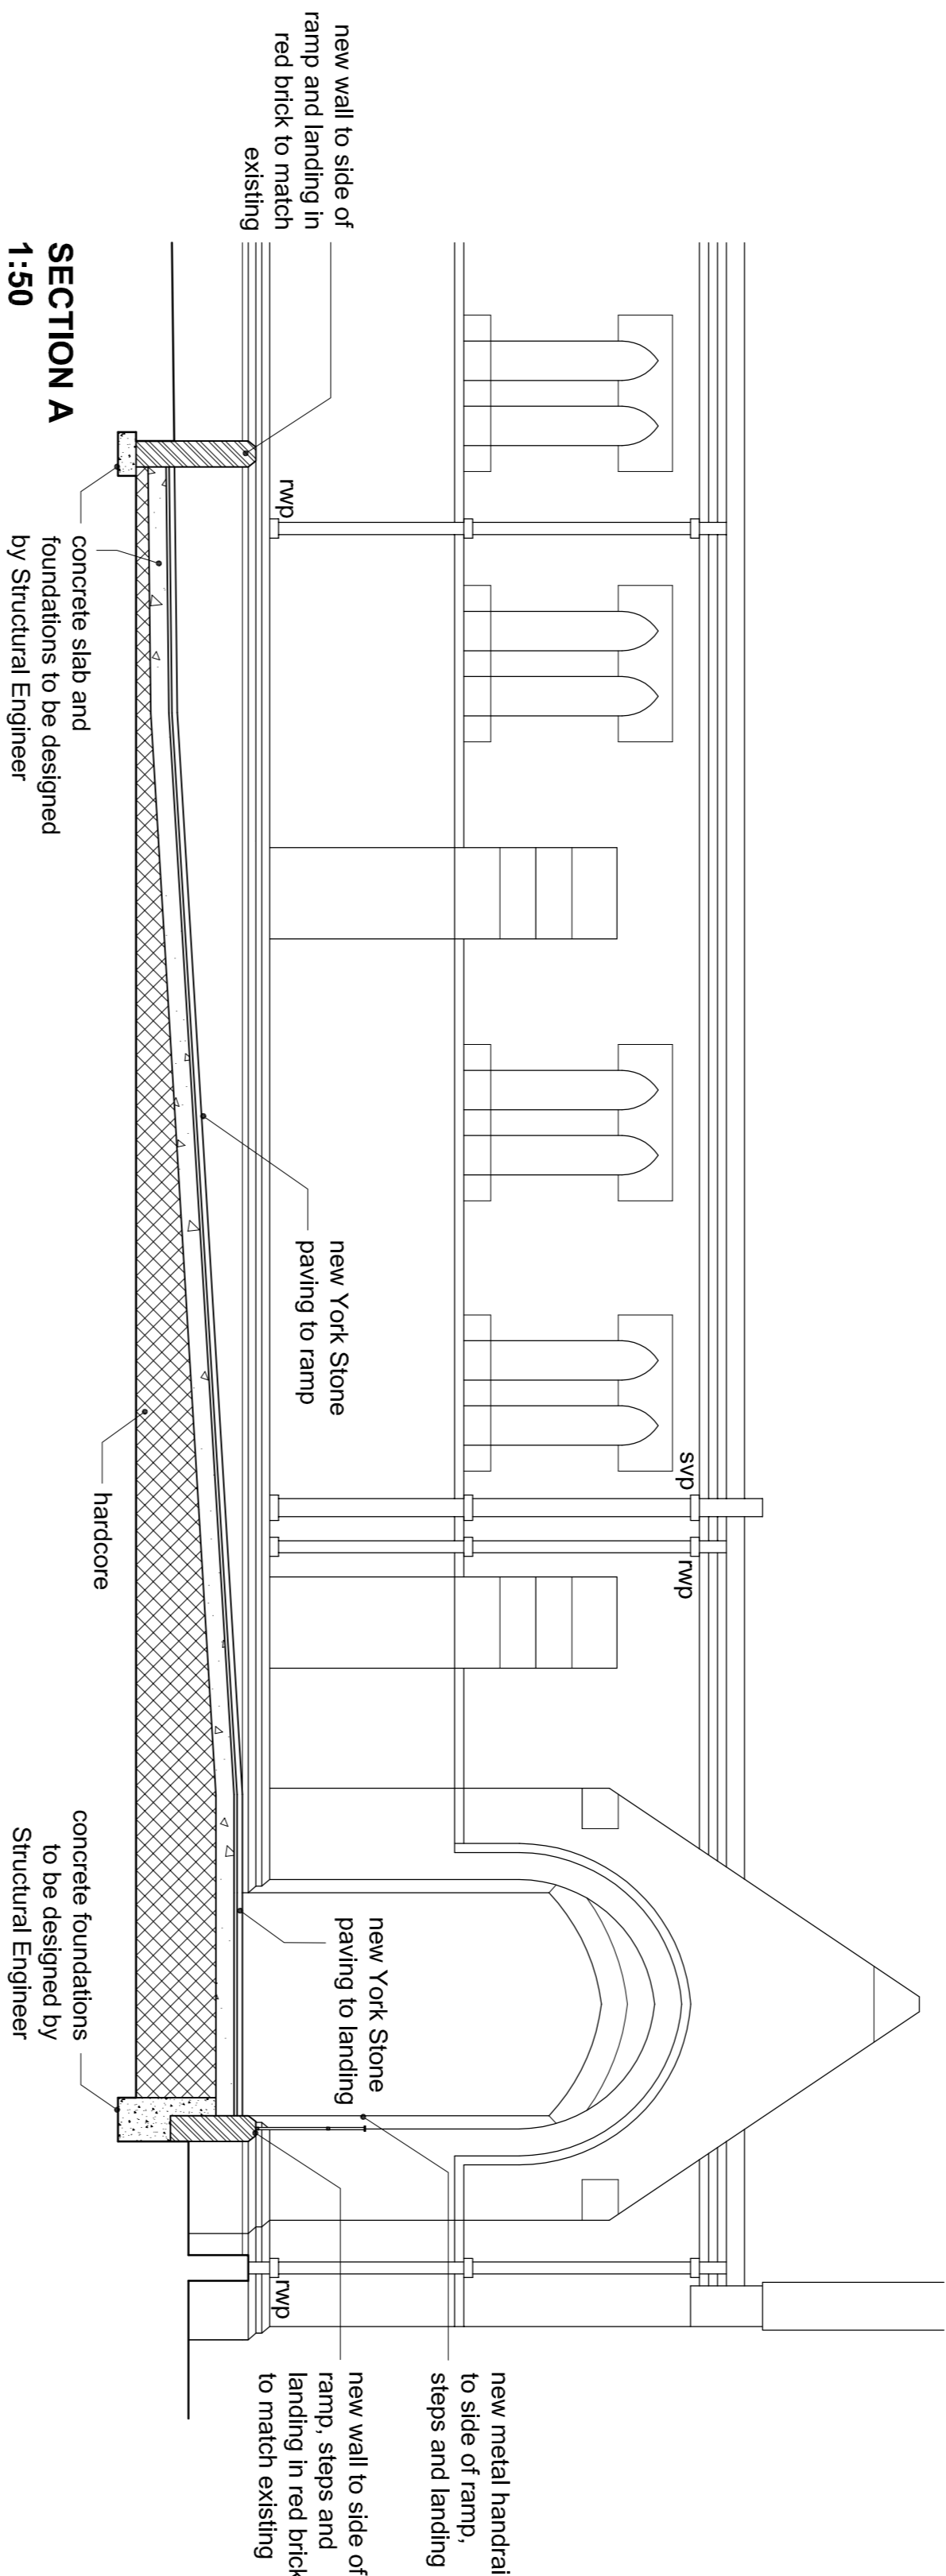 new wall to side of
ramp and landing in
red brick to match
existing
rwp
svp
rwp
new York Stone
paving to ramp
new York Stone
paving to landing
rwp
new metal handrai
to side of ramp,
steps and landing
new wall to side of
ramp, steps and
landing in red brick
to match existing
concrete slab and
foundations to be designed
by Structural Engineer
hardcore
concrete foundations
to be designed by
Structural Engineer
SECTION A
1:50